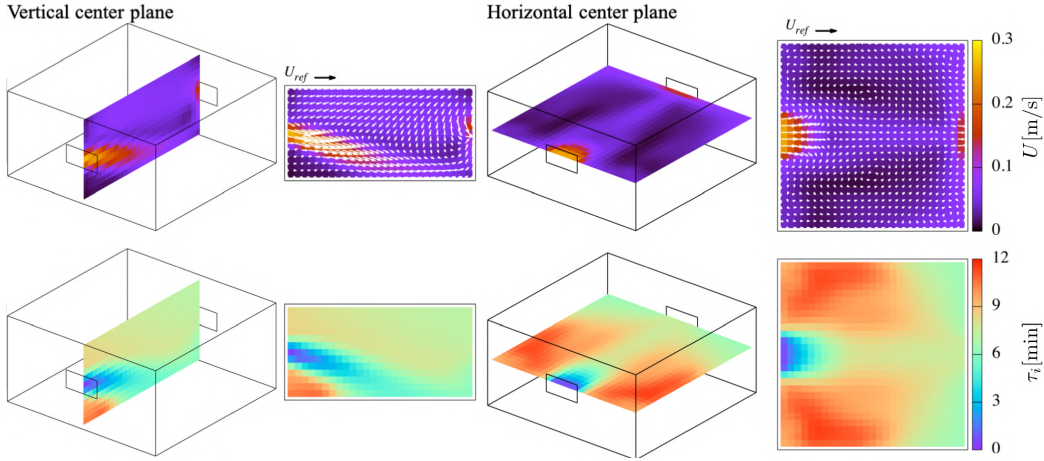 Vertical center plane
Horizontal center plane
U_ref
U_ref
0.3
0.2
0.1
0
U [m/s]
12
9
6
3
0
τ_i [min]